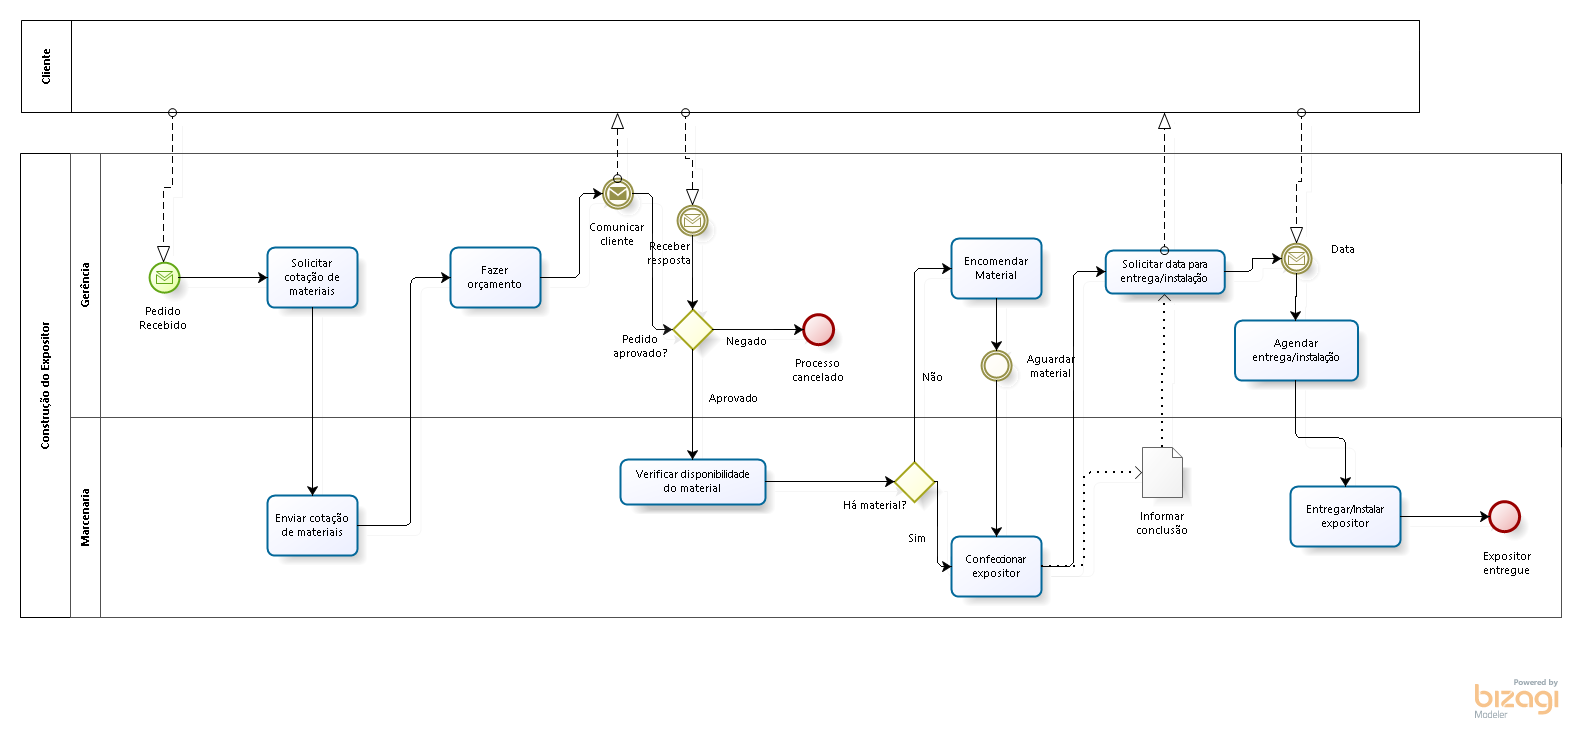 Cliente
Construção do Expositor
Gerência
Marcenaria
Pedido
Recebido
Solicitar
cotação de
materiais
Enviar cotação
de materiais
Fazer
orçamento
Comunicar
cliente
Receber
resposta
Pedido
aprovado?
Negado
Processo
cancelado
Aprovado
Verificar disponibilidade
do material
Há material?
Não
Sim
Encomendar
Material
Aguardar
material
Confeccionar
expositor
Informar
conclusão
Solicitar data para
entrega/instalação
Data
Agendar
entrega/instalação
Entregar/Instalar
expositor
Expositor
entregue
Powered by
bizagi
Modeler